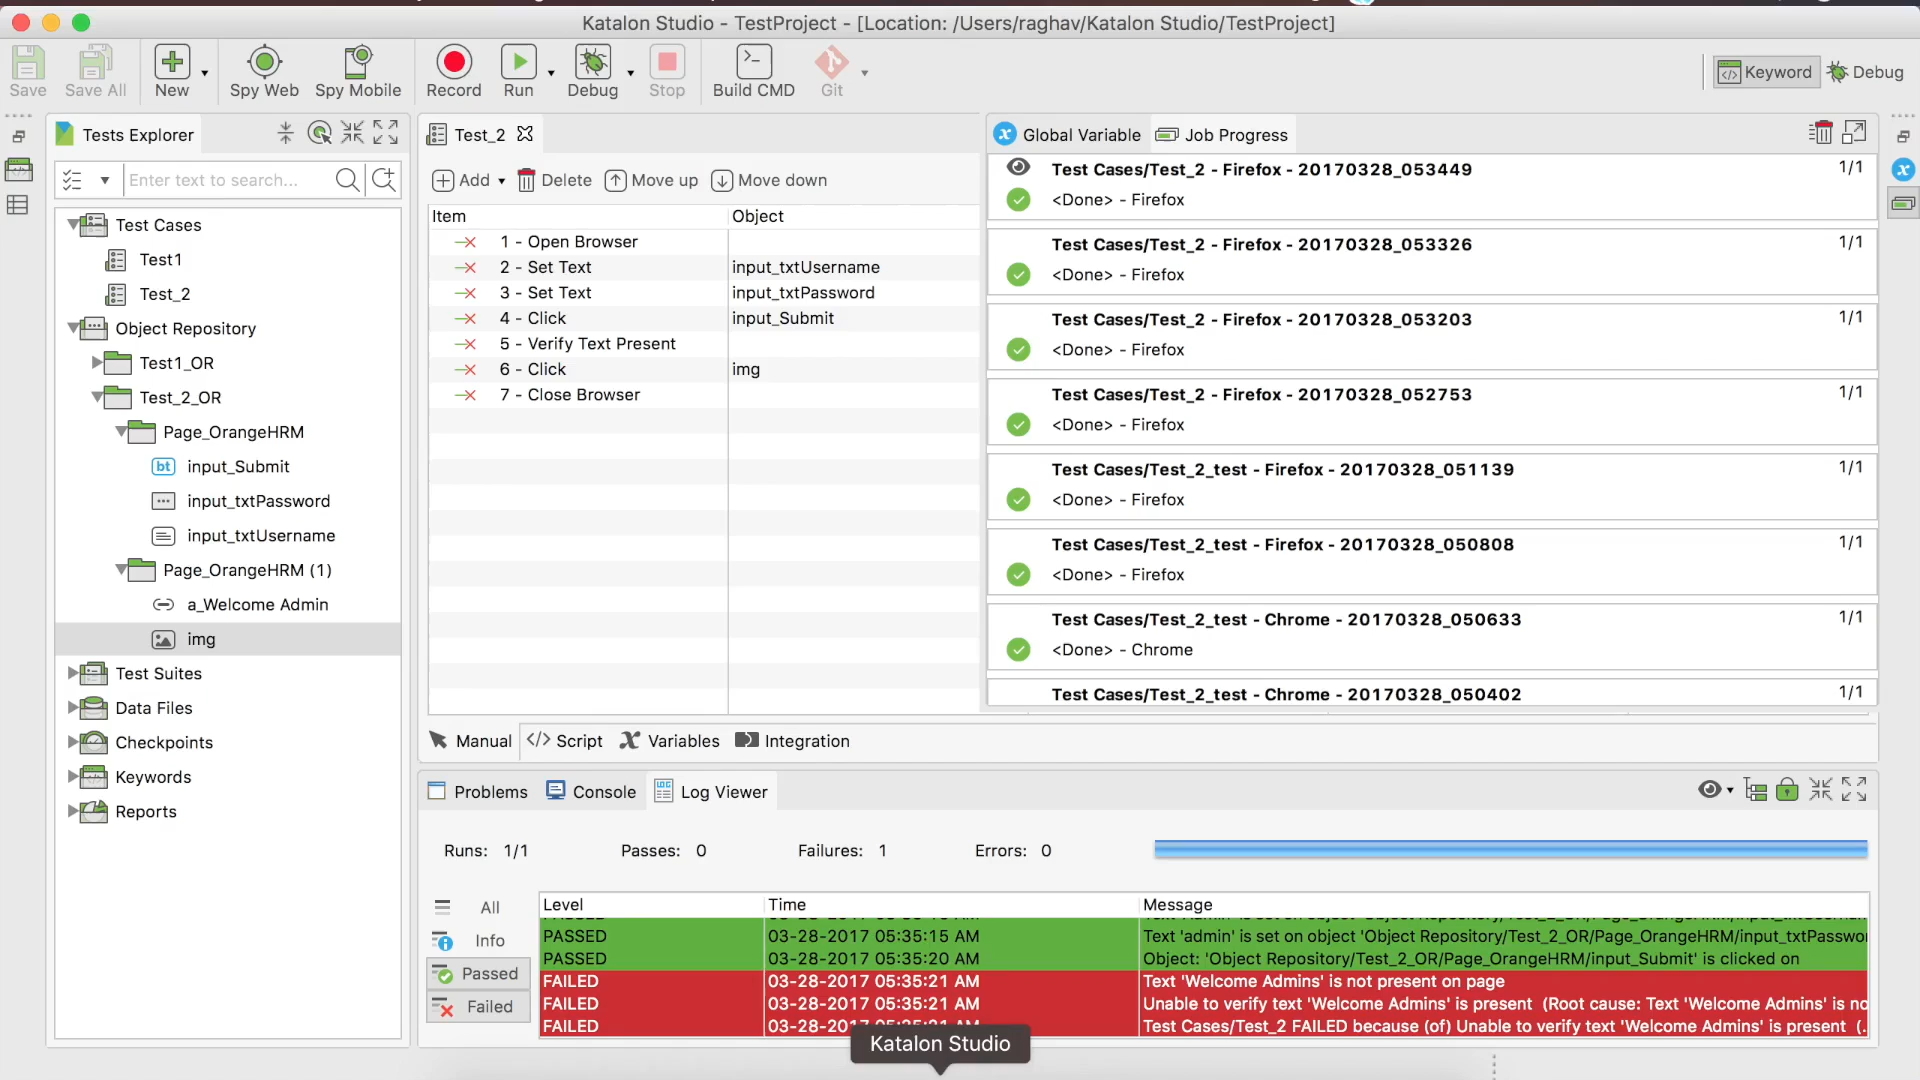 Katalon Studio - TestProject - [Location: /Users/raghav/Katalon Studio/TestProject]
Save Save All New Spy Web Spy Mobile Record Run Debug Stop Build CMD Git Keyword Debug
Tests Explorer
Enter text to search...
Test Cases
Test1
Test_2
Object Repository
Test1_OR
Test_2_OR
Page_OrangeHRM
bt input_Submit
input_txtPassword
input_txtUsername
Page_OrangeHRM (1)
a_Welcome Admin
img
Test Suites
Data Files
Checkpoints
Keywords
Reports
Test_2
Add Delete Move up Move down
Item Object
1 - Open Browser
2 - Set Text input_txtUsername
3 - Set Text input_txtPassword
4 - Click input_Submit
5 - Verify Text Present
6 - Click img
7 - Close Browser
Manual Script Variables Integration
Global Variable Job Progress
Test Cases/Test_2 - Firefox - 20170328_053449 1/1
<Done> - Firefox
Test Cases/Test_2 - Firefox - 20170328_053326 1/1
<Done> - Firefox
Test Cases/Test_2 - Firefox - 20170328_053203 1/1
<Done> - Firefox
Test Cases/Test_2 - Firefox - 20170328_052753 1/1
<Done> - Firefox
Test Cases/Test_2_test - Firefox - 20170328_051139 1/1
<Done> - Firefox
Test Cases/Test_2_test - Firefox - 20170328_050808 1/1
<Done> - Firefox
Test Cases/Test_2_test - Chrome - 20170328_050633 1/1
<Done> - Chrome
Test Cases/Test_2_test - Chrome - 20170328_050402 1/1
Problems Console Log Viewer
Runs: 1/1 Passes: 0 Failures: 1 Errors: 0
All
Info
Passed
Failed
Level Time Message
PASSED 03-28-2017 05:35:15 AM Text 'admin' is set on object 'Object Repository/Test_2_OR/Page_OrangeHRM/input_txtPasswo
PASSED 03-28-2017 05:35:20 AM Object: 'Object Repository/Test_2_OR/Page_OrangeHRM/input_Submit' is clicked on
FAILED 03-28-2017 05:35:21 AM Text 'Welcome Admins' is not present on page
FAILED 03-28-2017 05:35:21 AM Unable to verify text 'Welcome Admins' is present (Root cause: Text 'Welcome Admins' is no
FAILED 03-28-2017 05:35:21 AM Test Cases/Test_2 FAILED because (of) Unable to verify text 'Welcome Admins' is present (.
Katalon Studio